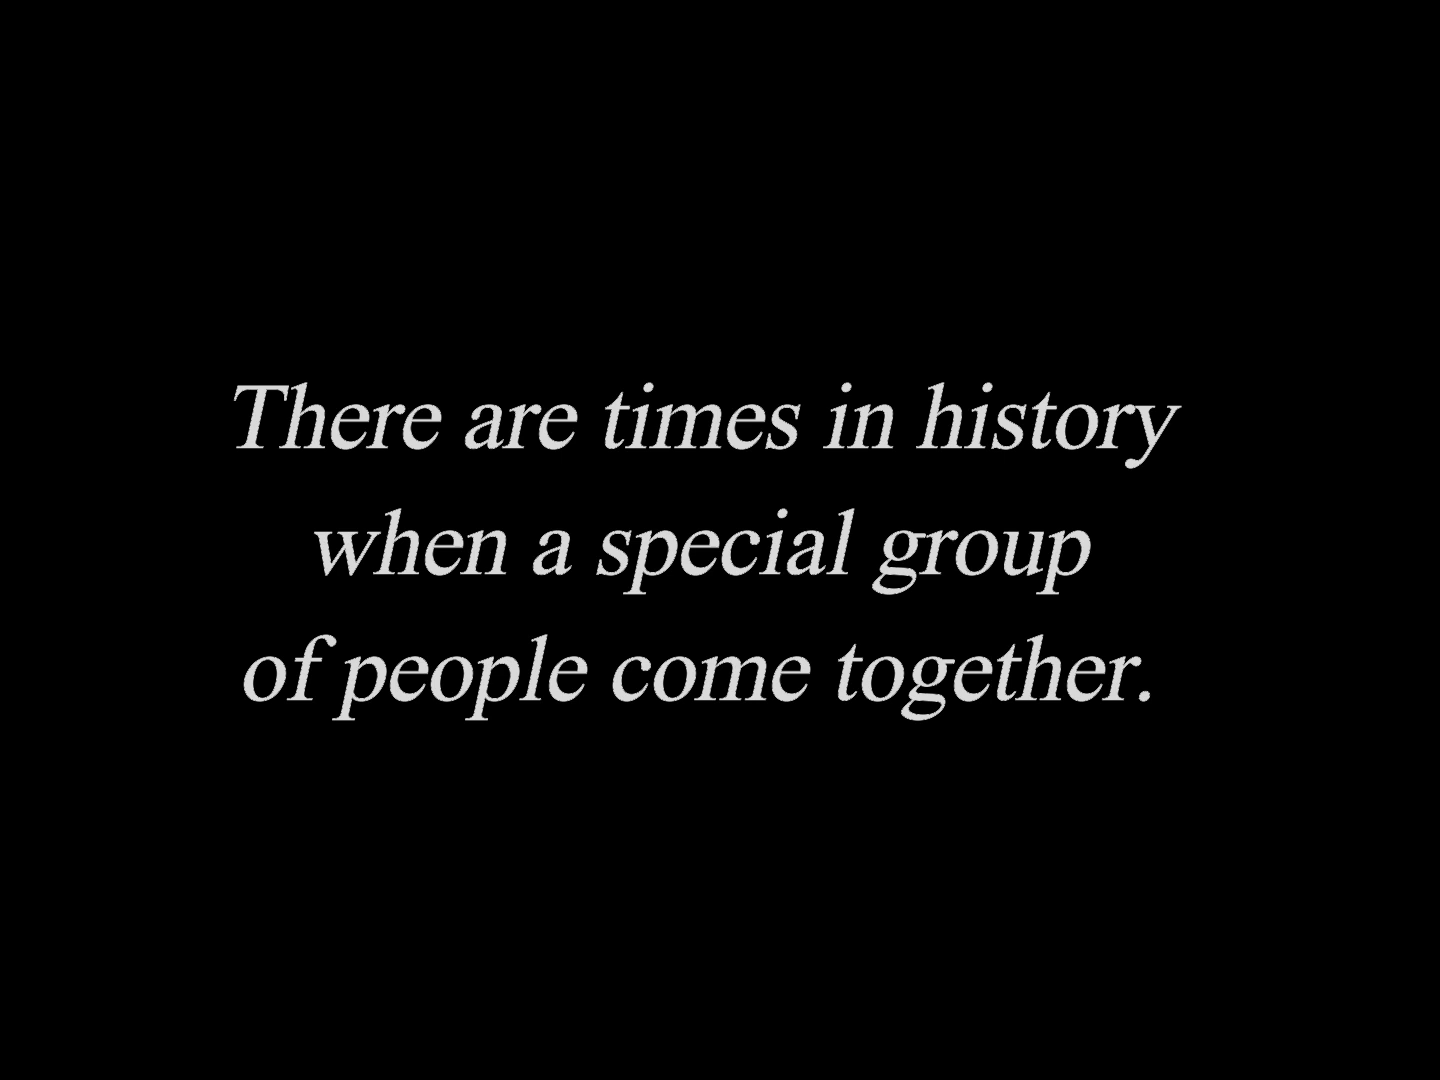 There are times in history
when a special group
of people come together.